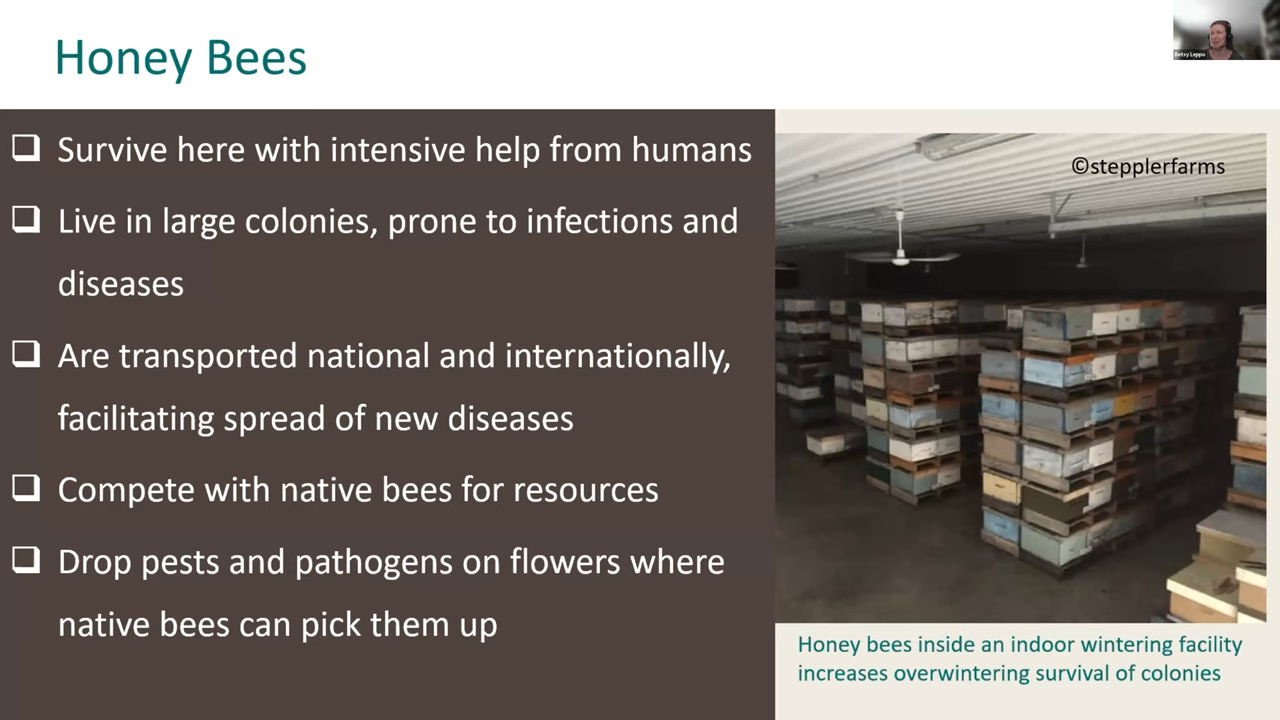 Honey Bees
Betsy Leppo
❑ Survive here with intensive help from humans
❑ Live in large colonies, prone to infections and
diseases
❑ Are transported national and internationally,
facilitating spread of new diseases
❑ Compete with native bees for resources
❑ Drop pests and pathogens on flowers where
native bees can pick them up
©stepplerfarms
Honey bees inside an indoor wintering facility
increases overwintering survival of colonies